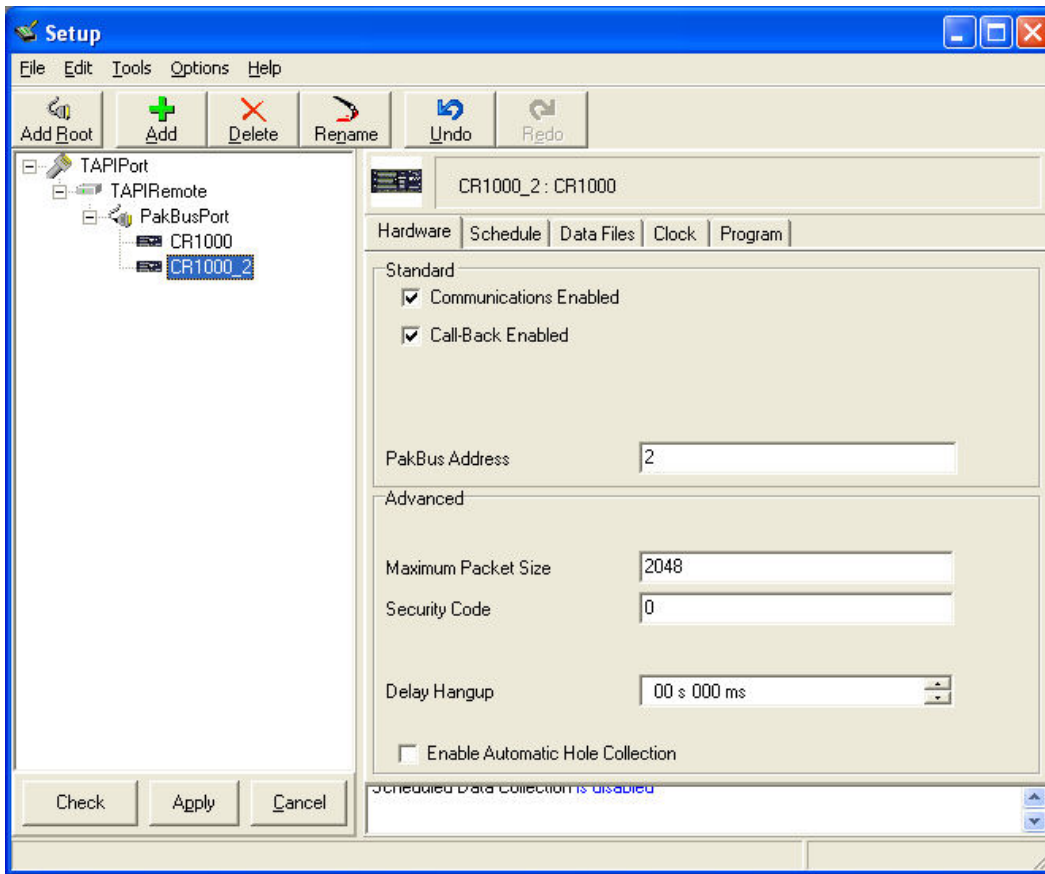 Setup
File Edit Tools Options Help
Add Root Add Delete Rename Undo Redo
TAPIPort
TAPIRemote
PakBusPort
CR1000
CR1000_2
CR1000_2 : CR1000
Hardware Schedule Data Files Clock Program
Standard
Communications Enabled
Call-Back Enabled
PakBus Address 2
Advanced
Maximum Packet Size 2048
Security Code 0
Delay Hangup 00 s 000 ms
Enable Automatic Hole Collection
Check Apply Cancel
Scheduled Data Collection is disabled